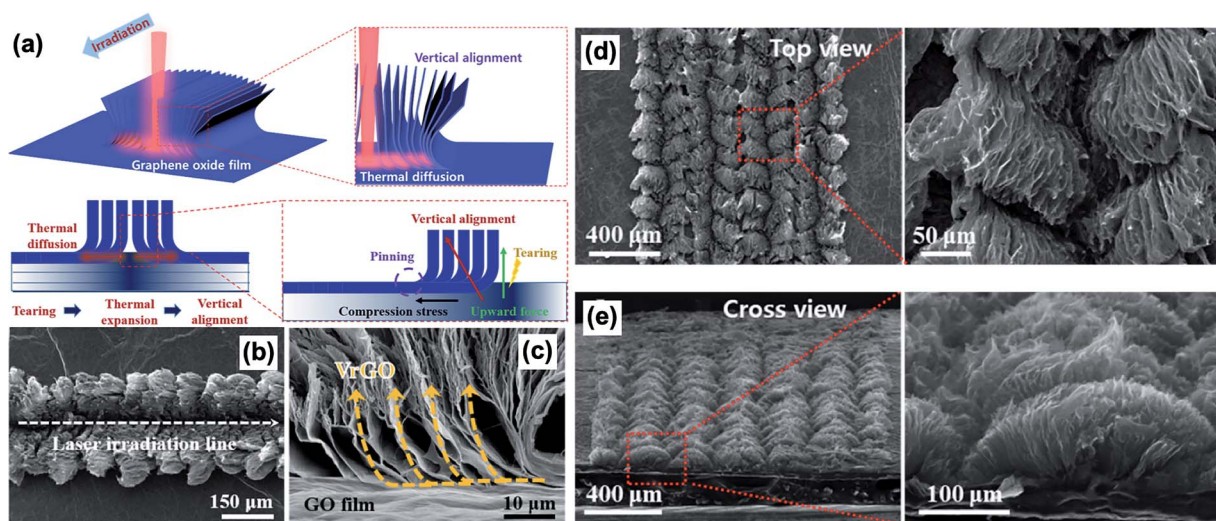 (a)
Irradiation
Graphene oxide film
Vertical alignment
Thermal diffusion
Thermal
diffusion
Tearing
Thermal
expansion
Vertical
alignment
Vertical alignment
Pinning
Tearing
Compression stress
Upward force
(b)
Laser irradiation line
150 μm
(c)
VrGO
GO film
10 μm
(d)
Top view
400 μm
50 μm
(e)
Cross view
400 μm
100 μm